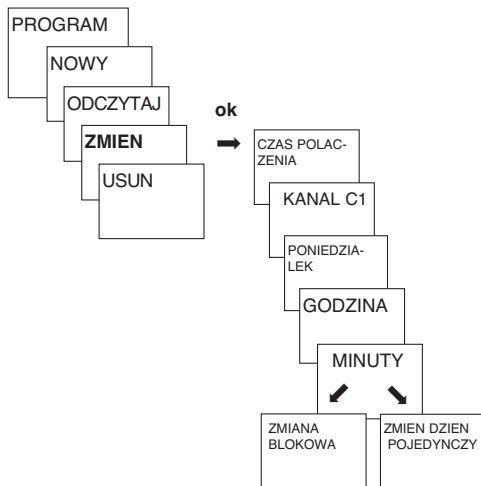 PROGRAM
NOWY
ODCZYTAJ
ZMIEN
USUN
ok
CZAS POLAC-
ZENIA
KANAL C1
PONIEDZIA-
LEK
GODZINA
MINUTY
ZMIANA
BLOKOWA
ZMIEN DZIEN
POJEDYNCZY